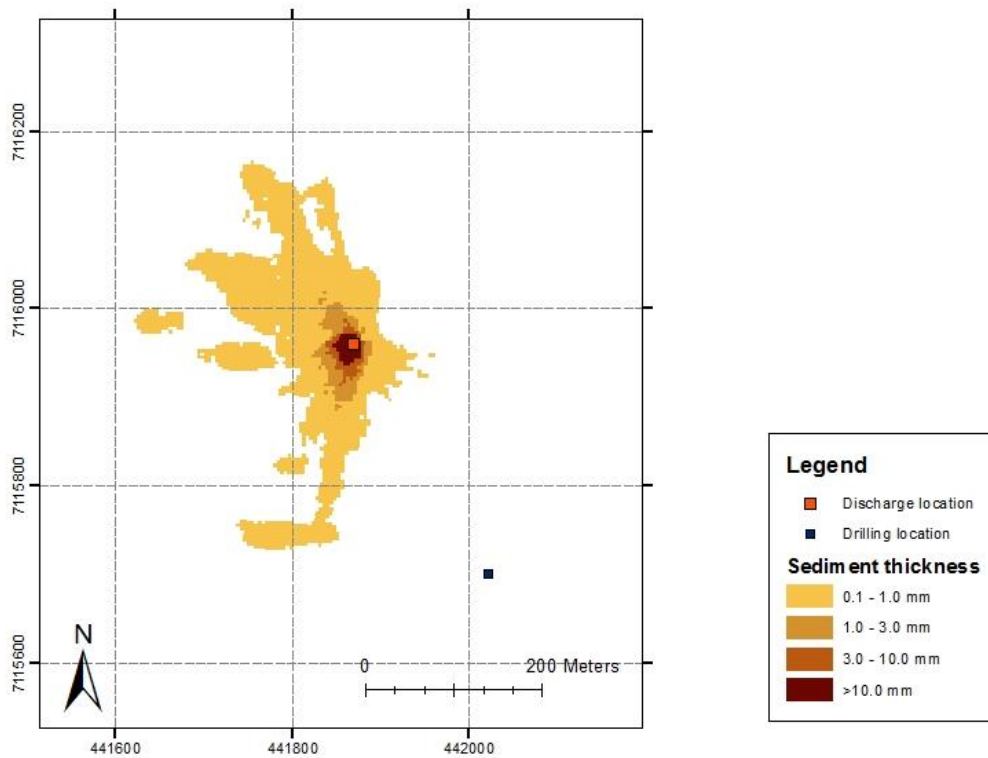 7116200
7116000
7115800
7115600
441600
441800
442000
N
0 200 Meters
Legend
Discharge location
Drilling location
Sediment thickness
0.1 - 1.0 mm
1.0 - 3.0 mm
3.0 - 10.0 mm
>10.0 mm